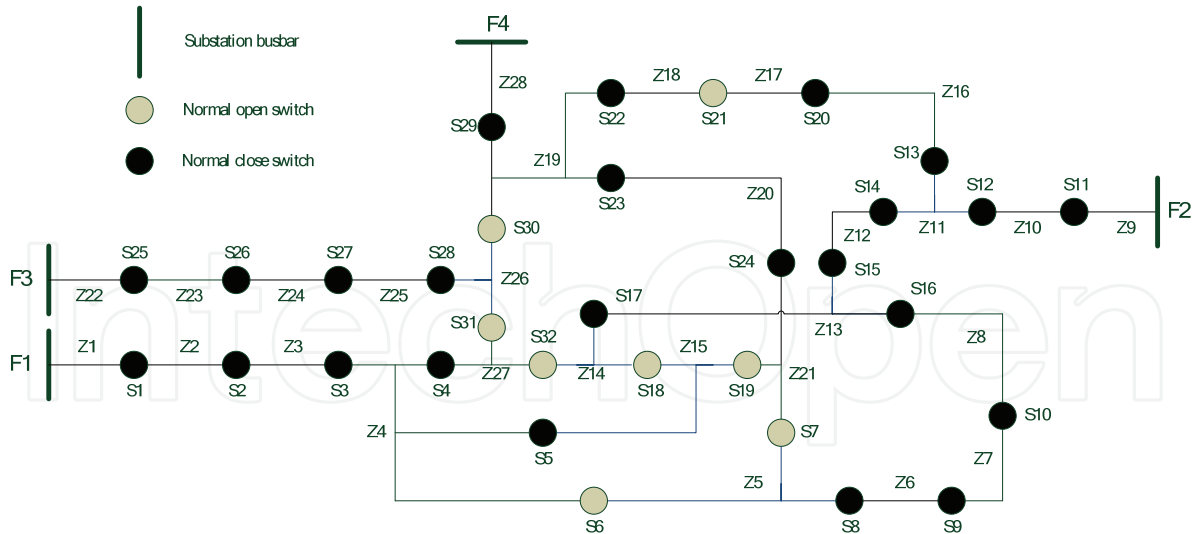 F4
Substation busbar
Z28
Z18
Z17
Normal open switch
Z16
S22
S21
S20
S29
Normal close switch
S13
Z19
S14
S12
S11
S23
Z20
F2
S30
Z11
Z10
Z9
Z12
S25
S26
S27
S28
S24
S15
F3
Z26
Z22
Z23
Z24
Z25
S17
S16
Z13
S31
S32
Z8
F1
Z1
Z2
Z3
Z15
Z27
Z14
Z21
S1
S2
S3
S4
S18
S19
S10
Z4
S7
S5
Z7
Z5
Z6
S6
S8
S9
IntechOpen